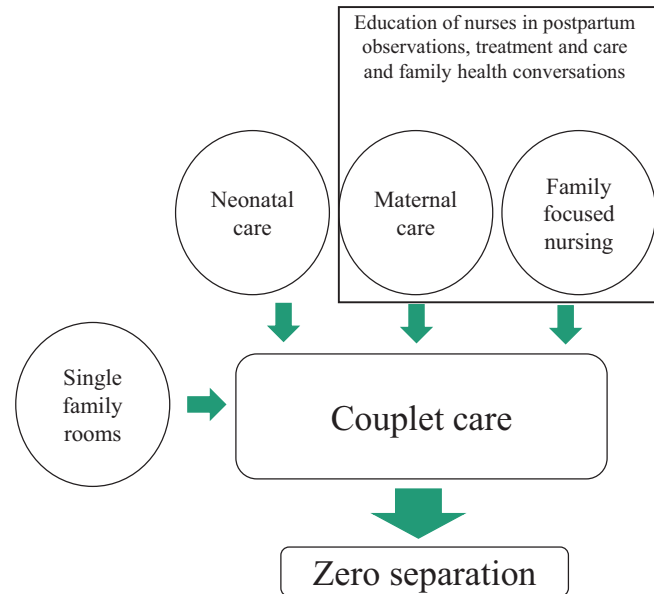 Education of nurses in postpartum
observations, treatment and care
and family health conversations
Neonatal
care
Maternal
care
Family
focused
nursing
Single
family
rooms
Couplet care
Zero separation